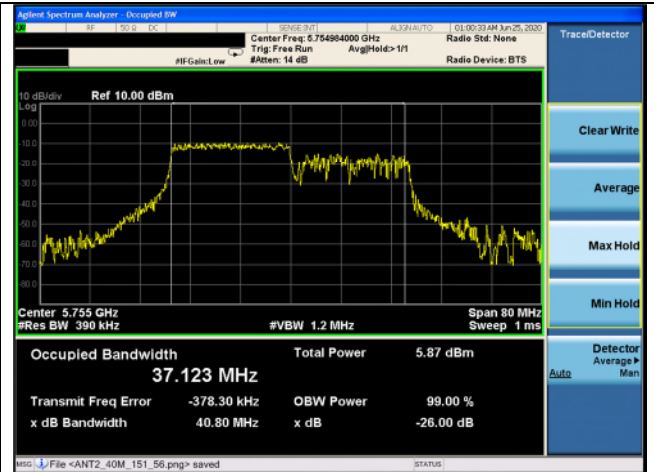 Agilent Spectrum Analyzer - Occupied BW
RF 50 Ω DC SENSE:INT ALIGNAUTO 01:00:33 AM Jun 25, 2020
Center Freq: 5.754984000 GHz Radio Std: None
Trig: Free Run Avg|Hold:>1/1
#IFGain:Low #Atten: 14 dB Radio Device: BTS
Trace/Detector
10 dB/div Ref 10.00 dBm
Log
0.00
-10.0
-20.0
-30.0
-40.0
-50.0
-60.0
-70.0
-80.0
Center 5.755 GHz Span 80 MHz
#Res BW 390 kHz #VBW 1.2 MHz Sweep 1 ms
Occupied Bandwidth Total Power 5.87 dBm
37.123 MHz
Transmit Freq Error -378.30 kHz OBW Power 99.00 %
x dB Bandwidth 40.80 MHz x dB -26.00 dB
Clear Write
Average
Max Hold
Min Hold
Detector
Average▶
Auto Man
MSG File <ANT2_40M_151_56.png> saved STATUS